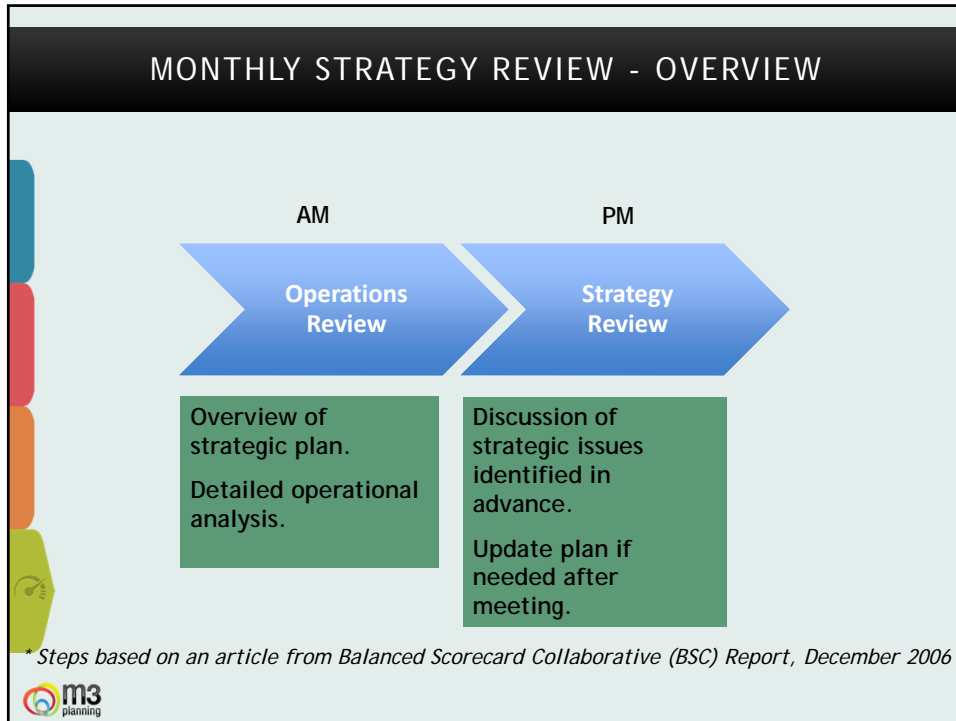 MONTHLY STRATEGY REVIEW - OVERVIEW
AM
PM
Operations
Review
Strategy
Review
Overview of
strategic plan.
Detailed operational
analysis.
Discussion of
strategic issues
identified in
advance.
Update plan if
needed after
meeting.
* Steps based on an article from Balanced Scorecard Collaborative (BSC) Report, December 2006
m3
planning